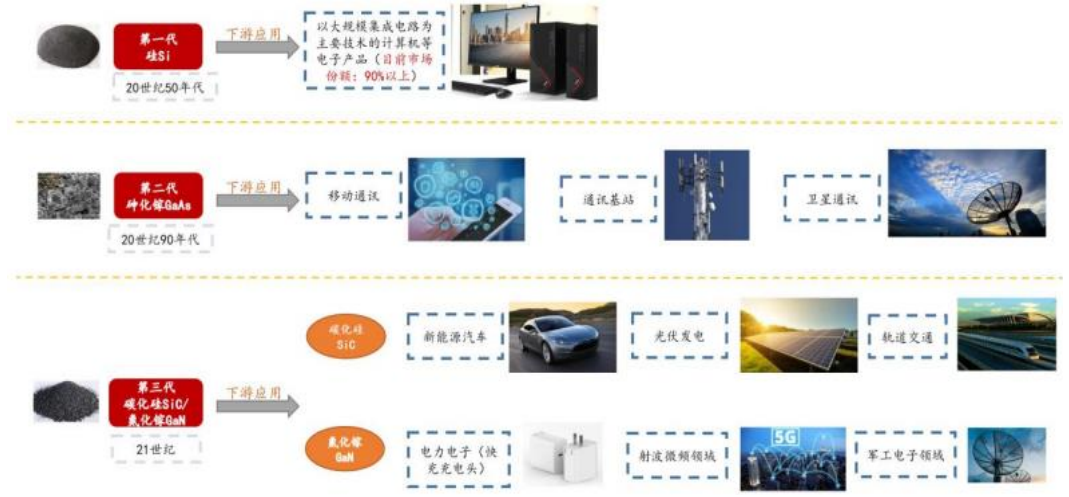 第一代
硅Si
20世纪50年代
下游应用
以大规模集成电路为
主要技术的计算机等
电子产品（目前市场
份额：90%以上）
第二代
砷化镓GaAs
20世纪90年代
下游应用
移动通讯
通讯基站
卫星通讯
第三代
碳化硅SiC/
氮化镓GaN
21世纪
下游应用
碳化硅
SiC
新能源汽车
光伏发电
轨道交通
氮化镓
GaN
电力电子（快
充充电头）
射波微频领域
5G
军工电子领域